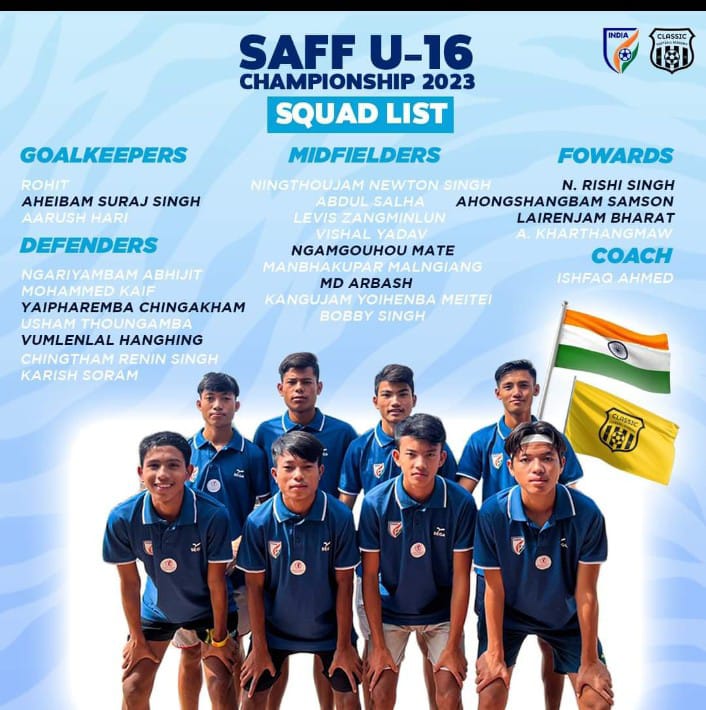 SAFF U-16
CHAMPIONSHIP 2023
SQUAD LIST
INDIA
CLASSIC
GOALKEEPERS
ROHIT
AHEIBAM SURAJ SINGH
AARUSH HARI
DEFENDERS
NGARIYAMBAM ABHIJIT
MOHAMMED KAIF
YAIPHAREMBA CHINGAKHAM
USHAM THOUNGAMBA
VUMLENLAL HANGHING
CHINGTHAM RENIN SINGH
KARISH SORAM
MIDFIELDERS
NINGTHOUJAM NEWTON SINGH
ABDUL SALHA
LEVIS ZANGMINLUN
VISHAL YADAV
NGAMGOUHOU MATE
MANBHAKUPAR MALNGIANG
MD ARBASH
KANGUJAM YOIHENBA MEITEI
BOBBY SINGH
FOWARDS
N. RISHI SINGH
AHONGSHANGBAM SAMSON
LAIRENJAM BHARAT
A. KHARTHANGMAW
COACH
ISHFAQ AHMED
CLASSIC